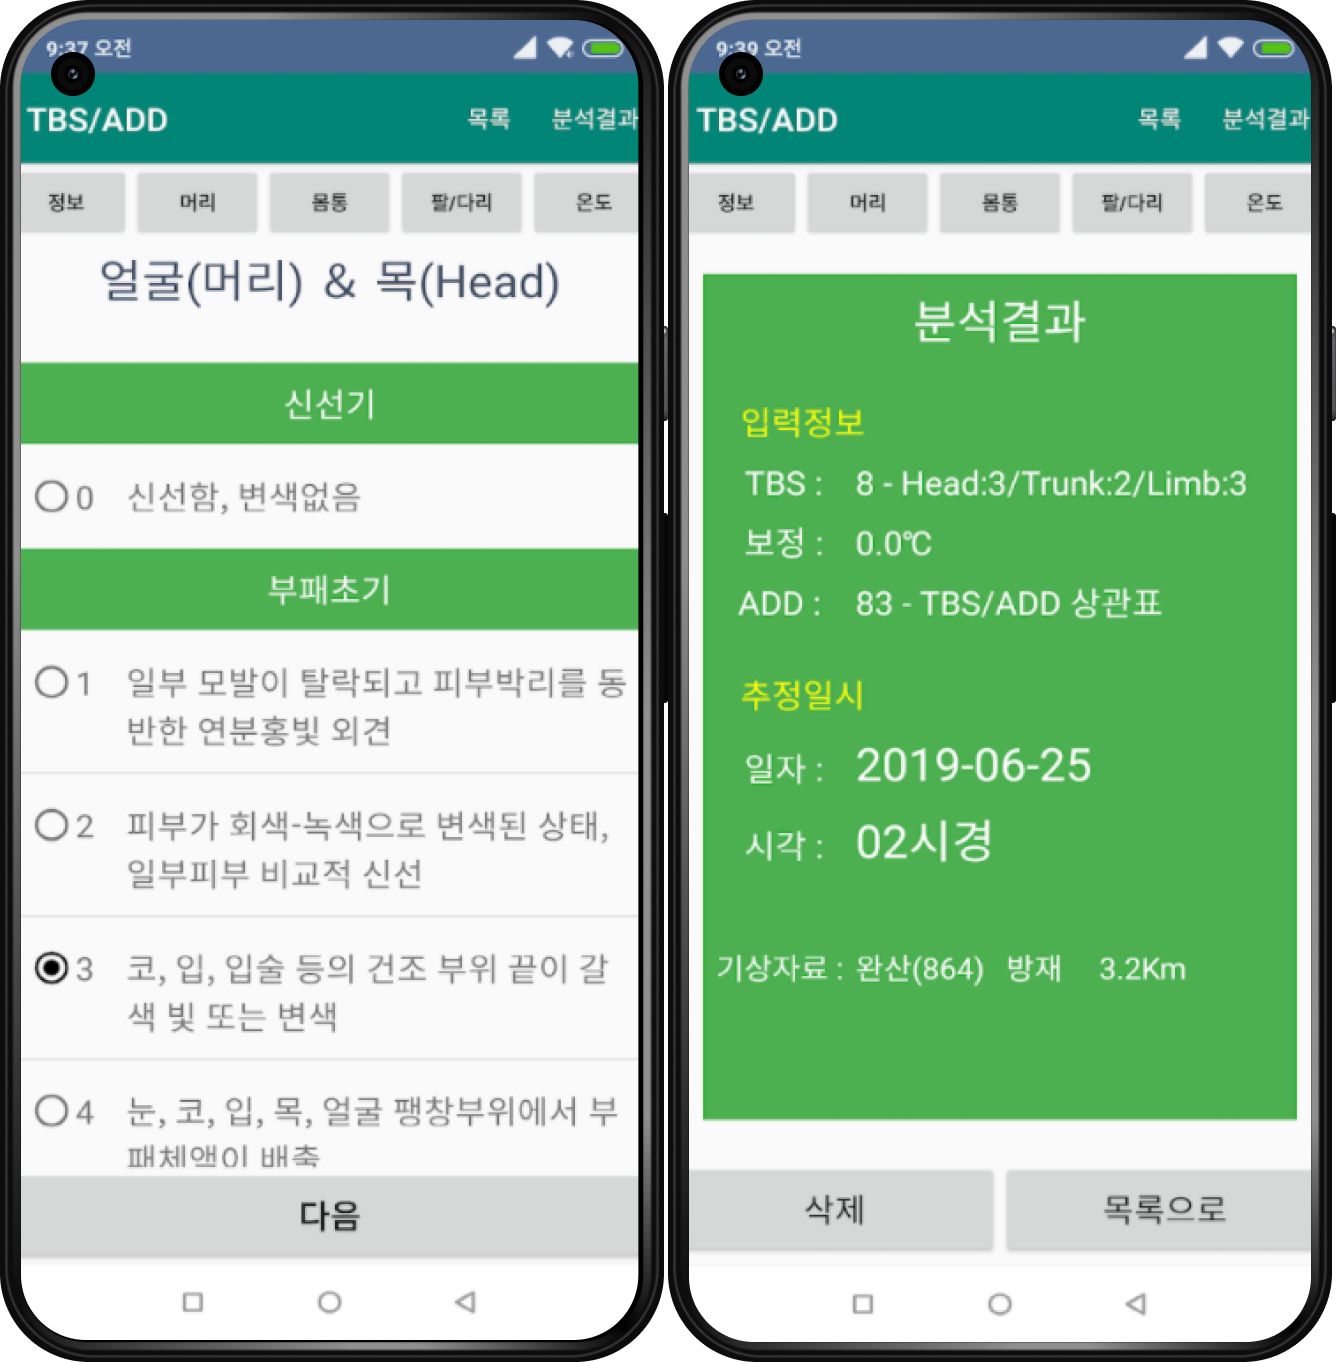 9:37 오전
TBS/ADD 목록 분석결과
정보 머리 몸통 팔/다리 온도
얼굴(머리) & 목(Head)
신선기
0 신선함, 변색없음
부패초기
1 일부 모발이 탈락되고 피부박리를 동
반한 연분홍빛 외견
2 피부가 회색-녹색으로 변색된 상태,
일부피부 비교적 신선
3 코, 입, 입술 등의 건조 부위 끝이 갈
색 빛 또는 변색
4 눈, 코, 입, 목, 얼굴 팽창부위에서 부
패체액이 배출
다음
9:39 오전
TBS/ADD 목록 분석결과
정보 머리 몸통 팔/다리 온도
분석결과
입력정보
TBS : 8 - Head:3/Trunk:2/Limb:3
보정 : 0.0℃
ADD : 83 - TBS/ADD 상관표
추정일시
일자 : 2019-06-25
시각 : 02시경
기상자료 : 완산(864) 방재 3.2Km
삭제 목록으로